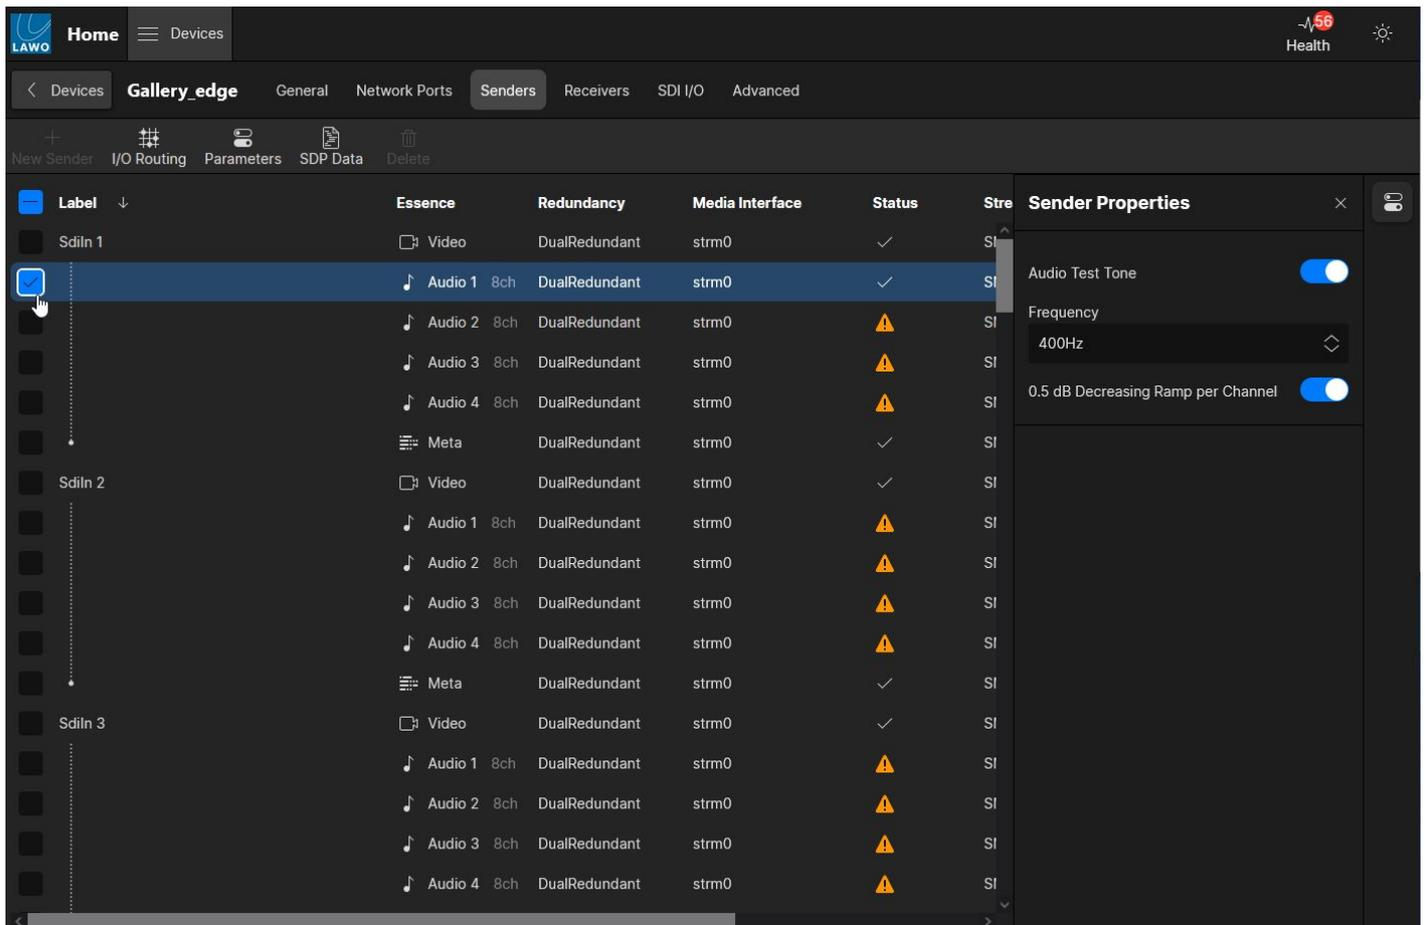 LAWO Home Devices 56 Health
Devices Gallery_edge General Network Ports Senders Receivers SDI I/O Advanced
New Sender I/O Routing Parameters SDP Data Delete
Label Essence Redundancy Media Interface Status Stre Sender Properties
SdiIn 1 Video DualRedundant strm0
Audio 1 8ch DualRedundant strm0
Audio Test Tone
Frequency
Audio 2 8ch DualRedundant strm0
400Hz
Audio 3 8ch DualRedundant strm0
0.5 dB Decreasing Ramp per Channel
Audio 4 8ch DualRedundant strm0
Meta DualRedundant strm0
SdiIn 2 Video DualRedundant strm0
Audio 1 8ch DualRedundant strm0
Audio 2 8ch DualRedundant strm0
Audio 3 8ch DualRedundant strm0
Audio 4 8ch DualRedundant strm0
Meta DualRedundant strm0
SdiIn 3 Video DualRedundant strm0
Audio 1 8ch DualRedundant strm0
Audio 2 8ch DualRedundant strm0
Audio 3 8ch DualRedundant strm0
Audio 4 8ch DualRedundant strm0